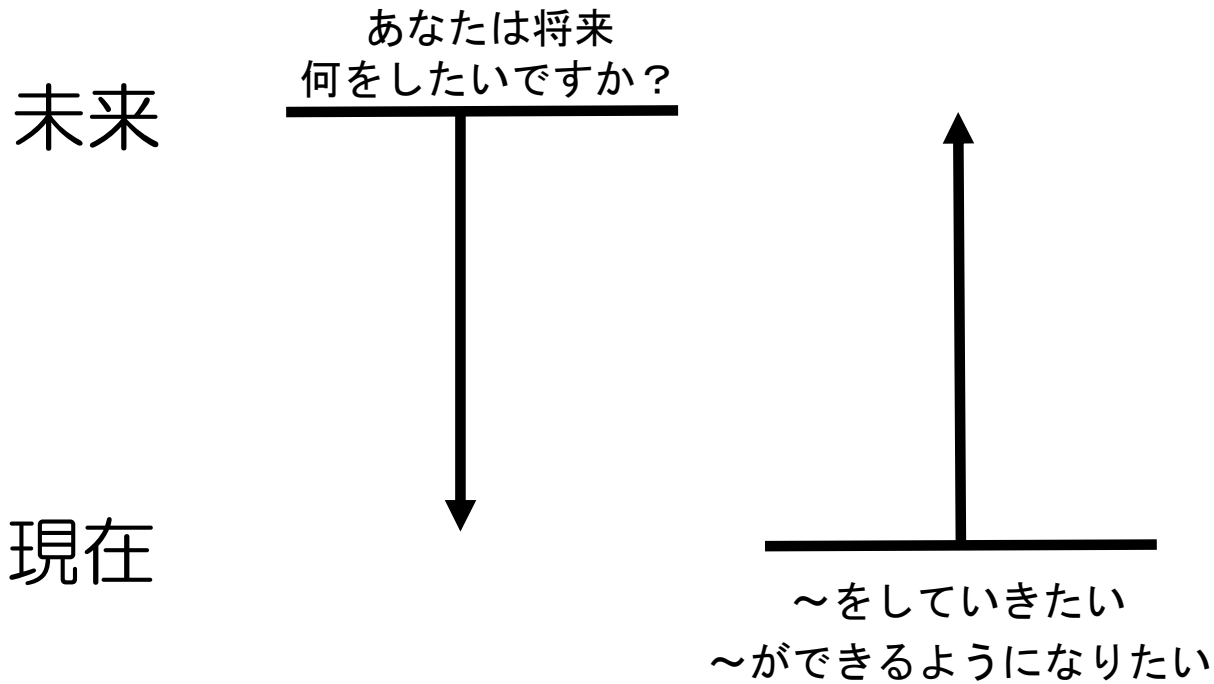 あなたは将来
何をしたいですか？
未来
現在
～をしていきたい
～ができるようになりたい